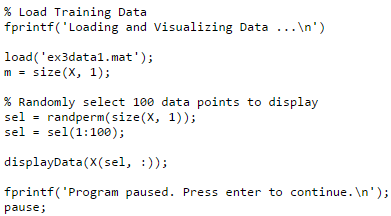 % Load Training Data
fprintf('Loading and Visualizing Data ...\n')
load('ex3data1.mat');
m = size(X, 1);
% Randomly select 100 data points to display
sel = randperm(size(X, 1));
sel = sel(1:100);
displayData(X(sel, :));
fprintf('Program paused. Press enter to continue.\n');
pause;